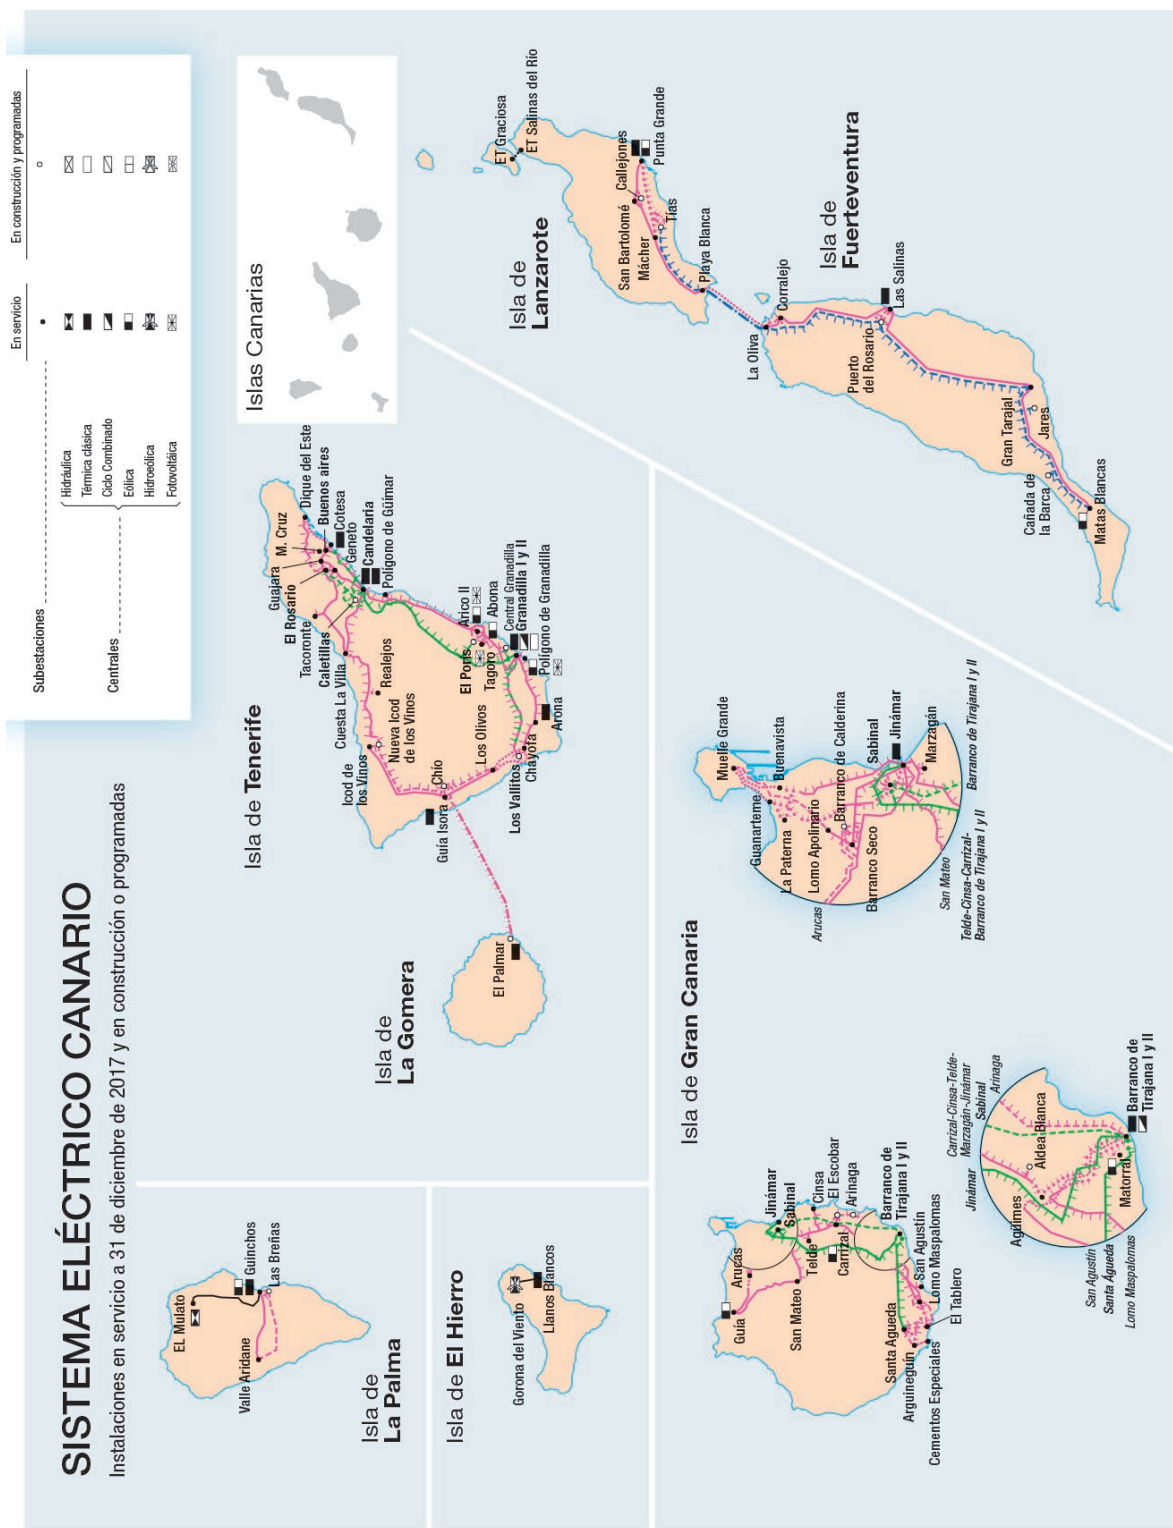 SISTEMA ELÉCTRICO CANARIO
Instalaciones en servicio a 31 de diciembre de 2017 y en construcción o programadas
En servicio
En construcción y programadas
Subestaciones
Centrales
Hidráulica
Térmica clásica
Ciclo Combinado
Eólica
Hidroeólica
Fotovoltáica
Islas Canarias
Isla de
La Palma
EL Mulato
Guinchos
Las Breñas
Valle Aridane
Isla de El Hierro
Gorona del Viento
Llanos Blancos
Isla de
La Gomera
El Palmar
Isla de Tenerife
Dique del Este
M. Cruz
Buenos aires
Guajara
Cotesa
Geneto
El Rosario
Candelaria
Tacoronte
Polígono de Güímar
Caletillas
Cuesta La Villa
Realejos
Icod de
los Vinos
Nueva Icod
de los Vinos
Arico II
Abona
El Porís
Tagoro
Central Granadilla
Granadilla I y II
Polígono de Granadilla
Chío
Guía Isora
Los Olivos
Los Vallitos
Chayofa
Arona
Isla de
Lanzarote
ET Graciosa
ET Salinas del Río
Callejones
Punta Grande
San Bartolomé
Mácher
Tías
Playa Blanca
Isla de
Fuerteventura
La Oliva
Corralejo
Puerto
del Rosario
Las Salinas
Gran Tarajal
Jares
Cañada de
la Barca
Matas Blancas
Isla de Gran Canaria
Guía
Arucas
San Mateo
Jinámar
Sabinal
Telde
Cinsa
El Escobar
Carrizal
Arinaga
Barranco de
Tirajana I y II
San Agustín
Lomo Maspalomas
El Tablero
Santa Agueda
Arguineguín
Cementos Especiales
Muelle Grande
Guanarteme
Buenavista
La Paterna
Lomo Apolinario
Barranco de Calderina
Barranco Seco
Sabinal
Jinámar
Marzagán
Arucas
San Mateo
Telde-Cinsa-Carrizal-
Barranco de Tirajana I y II
Barranco de Tirajana I y II
Carrizal-Cinsa-Telde-
Marzagán-Jinámar
Sabinal
Arinaga
Jinámar
Aldea Blanca
Agüimes
Matorral
Barranco de
Tirajana I y II
San Agustín
Santa Águeda
Lomo Maspalomas